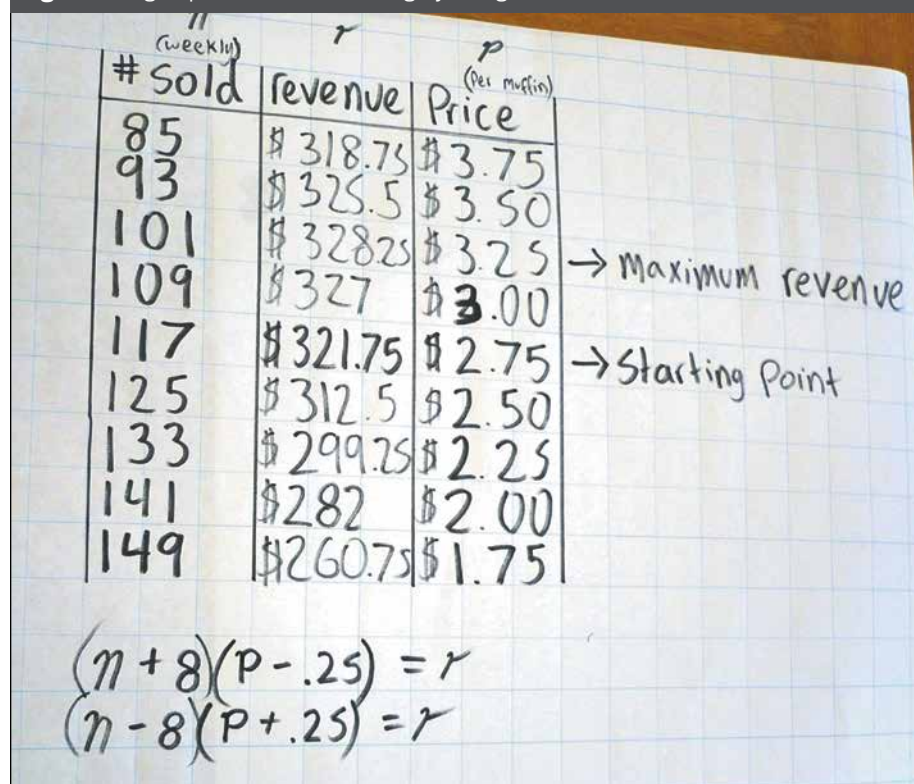 n r p
(weekly) (per muffin)
# Sold revenue Price
85 $318.75 $3.75
93 $325.5 $3.50
101 $328.25 $3.25 → maximum revenue
109 $327 $3.00
117 $321.75 $2.75 → Starting Point
125 $312.5 $2.50
133 $299.25 $2.25
141 $282 $2.00
149 $260.75 $1.75
(n + 8)(P - .25) = r
(n - 8)(P + .25) = r